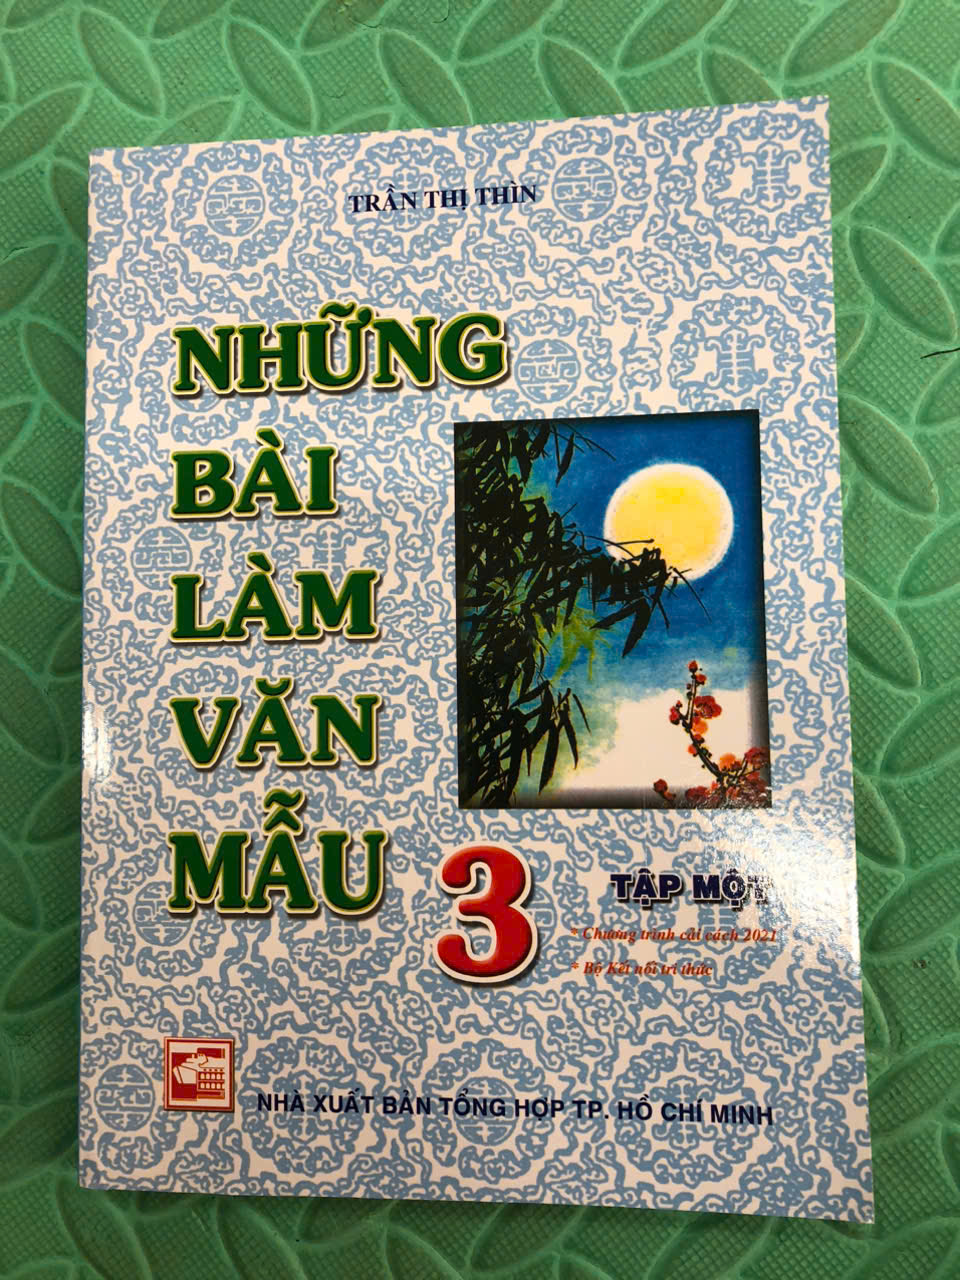 TRẦN THỊ THÌN
NHỮNG
BÀI
LÀM
VĂN
MẪU
3
TẬP MỘT
* Chương trình cải cách 2021
* Bộ Kết nối tri thức
NHÀ XUẤT BẢN TỔNG HỢP TP. HỒ CHÍ MINH